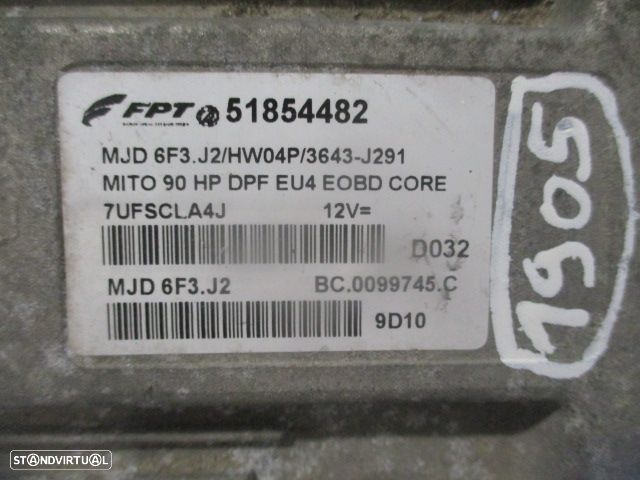 FPT 51854482
MJD 6F3.J2/HW04P/3643-J291
MITO 90 HP DPF EU4 EOBD CORE
7UFSCLA4J 12V=
D032
MJD 6F3.J2 BC.0099745.C
9D10
1905
STANDVIRTUAL